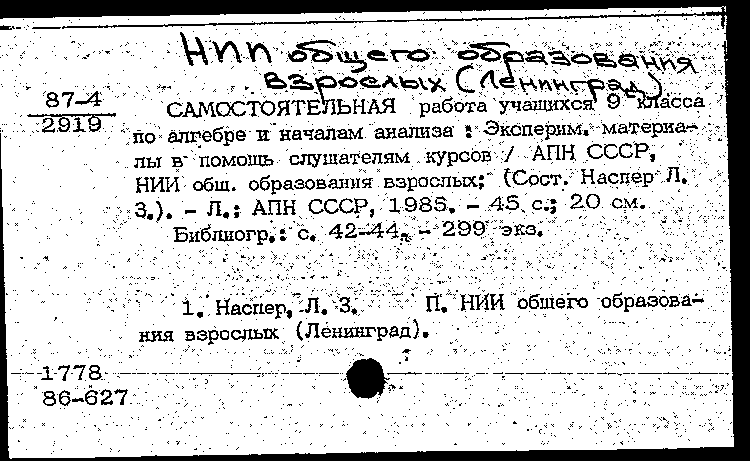 НИИ общего образования
взрослых (Ленинград)
87-4
2919
САМОСТОЯТЕЛЬНАЯ работа учащихся 9 класса
по алгебре и началам анализа : Эксперим. материа-
лы в помощь слушателям курсов / АПН СССР,
НИИ общ. образования взрослых; (Сост. Наспер Л.
З.). - Л.: АПН СССР, 1985. - 45 с.; 20 см.
Библиогр.: с. 42-44. - 299 экз.
1. Наспер, Л. З. П. НИИ общего образова-
ния взрослых (Ленинград).
1778
86-627